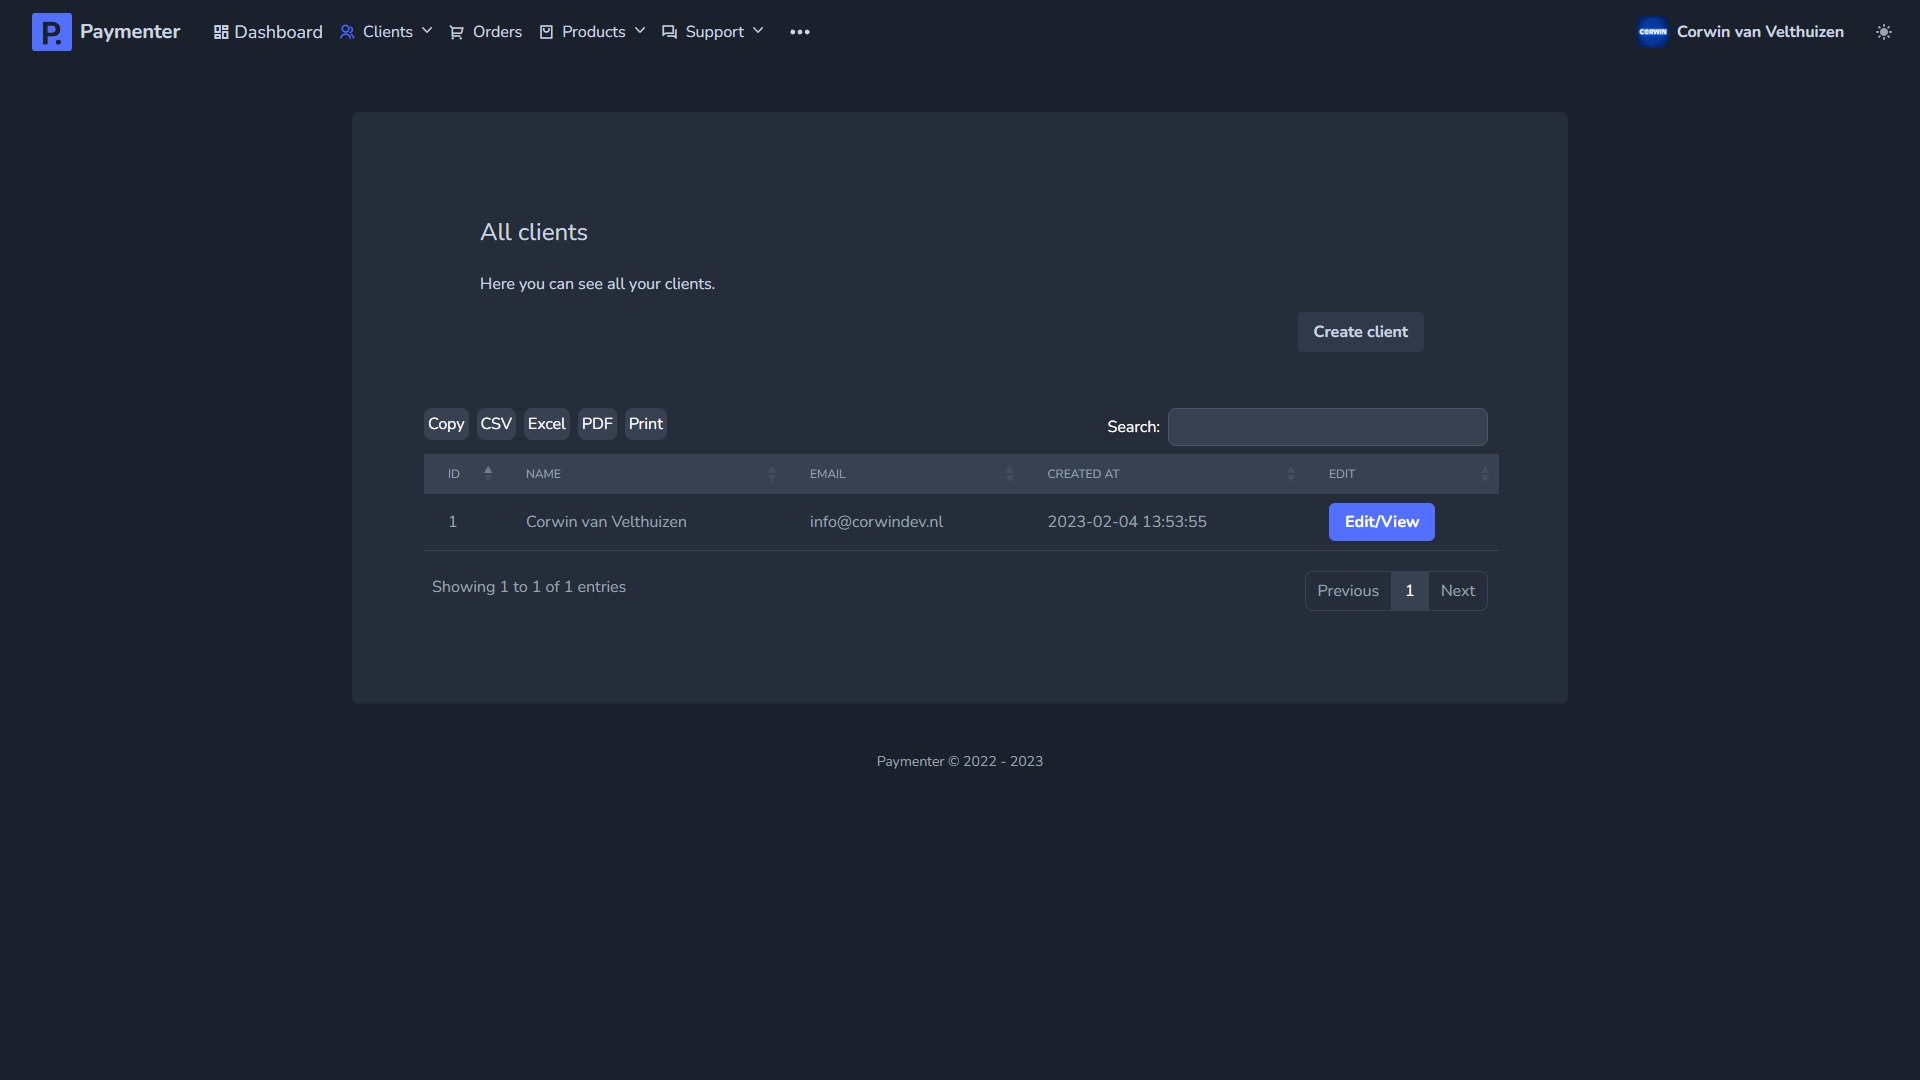 P. Paymenter Dashboard Clients Orders Products Support ••• CORWIN Corwin van Velthuizen
All clients
Here you can see all your clients.
Create client
Copy CSV Excel PDF Print Search:
ID NAME EMAIL CREATED AT EDIT
1 Corwin van Velthuizen info@corwindev.nl 2023-02-04 13:53:55 Edit/View
Showing 1 to 1 of 1 entries Previous 1 Next
Paymenter © 2022 - 2023